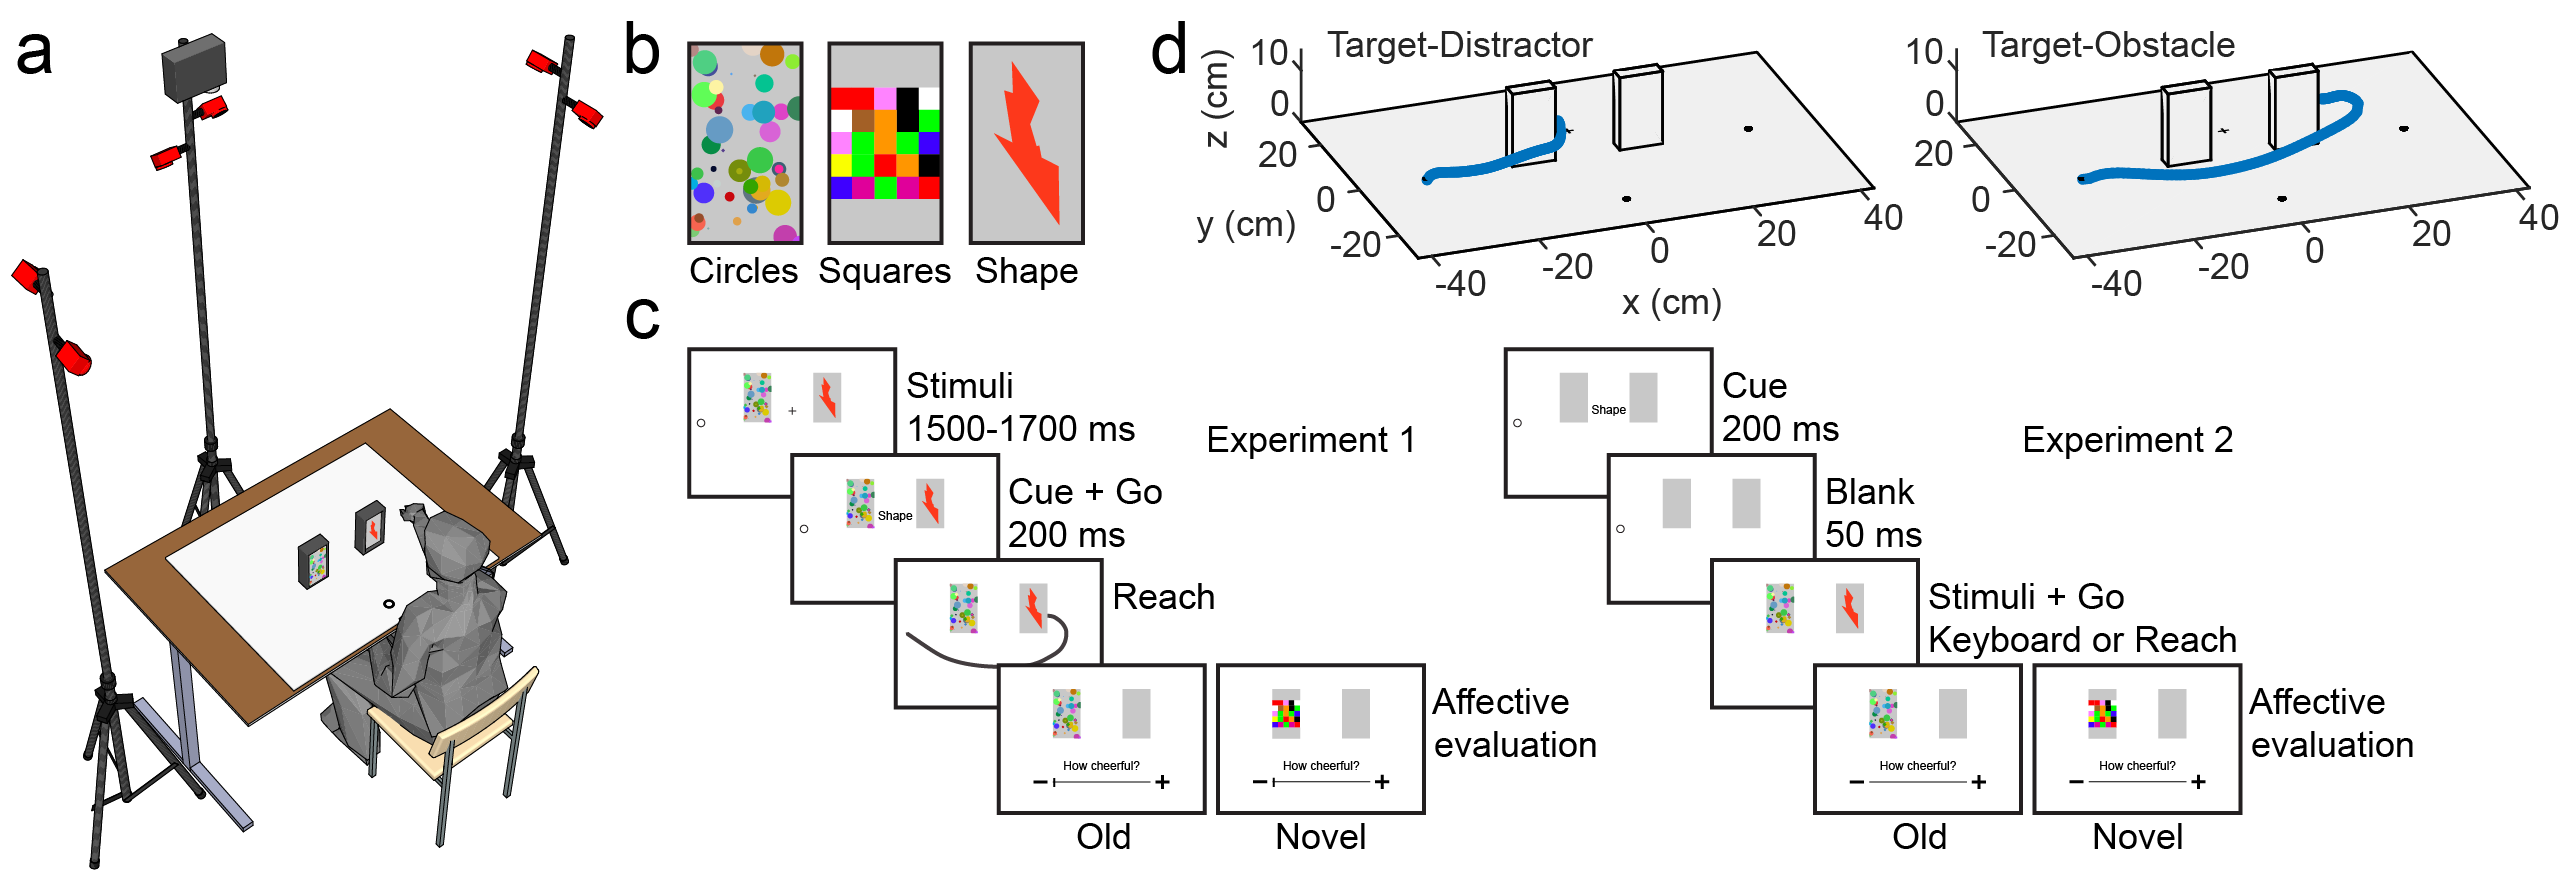 a
b
Circles
Squares
Shape
c
Stimuli
1500-1700 ms
Experiment 1
Shape
Cue + Go
200 ms
Reach
How cheerful?
− +
Old
How cheerful?
− +
Novel
Affective
evaluation
Shape
Cue
200 ms
Experiment 2
Blank
50 ms
Stimuli + Go
Keyboard or Reach
How cheerful?
− +
Old
How cheerful?
− +
Novel
Affective
evaluation
d
Target-Distractor
z (cm)
10
0
20
0
-20
y (cm)
-40
-20
0
20
40
x (cm)
Target-Obstacle
10
0
20
0
-20
-40
-20
0
20
40